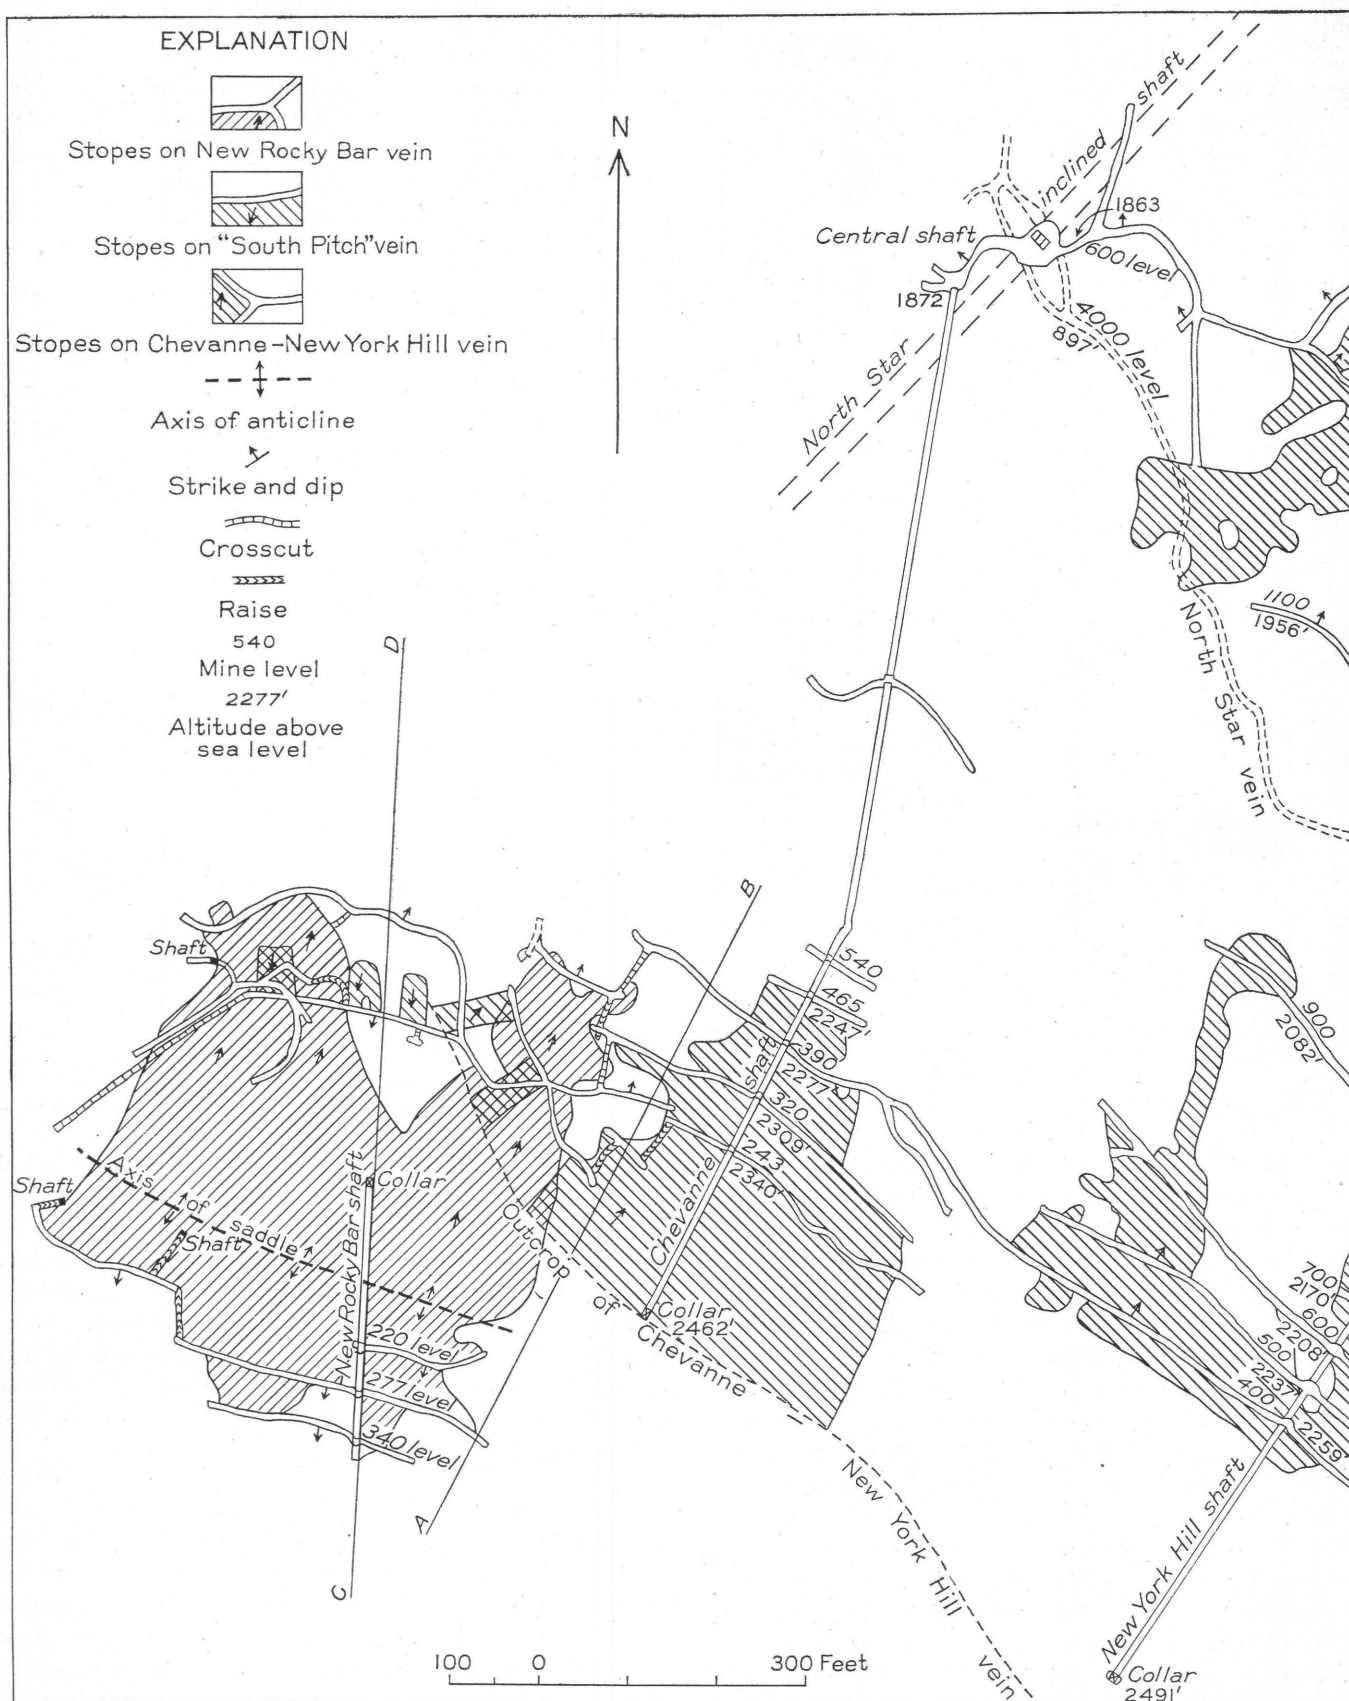 EXPLANATION
Stopes on New Rocky Bar vein
Stopes on "South Pitch" vein
Stopes on Chevanne-New York Hill vein
Axis of anticline
Strike and dip
Crosscut
Raise
540
Mine level
2277'
Altitude above
sea level
N
North Star inclined shaft
Central shaft
1863
600 level
1872
4000 level
897'
1100
1956'
North Star vein
D
B
Shaft
540
465
2247'
390
2277'
320
2309'
243
2340'
Chevanne shaft
Collar
2462'
900
2082'
700
2170'
600
2208'
500
2237'
400
2259'
Shaft
Axis of saddle
Shaft
Collar
New Rocky Bar shaft
220 level
277 level
340 level
Outcrop of Chevanne
New York Hill vein
A
C
New York Hill shaft
Collar
2491'
100 0 300 Feet